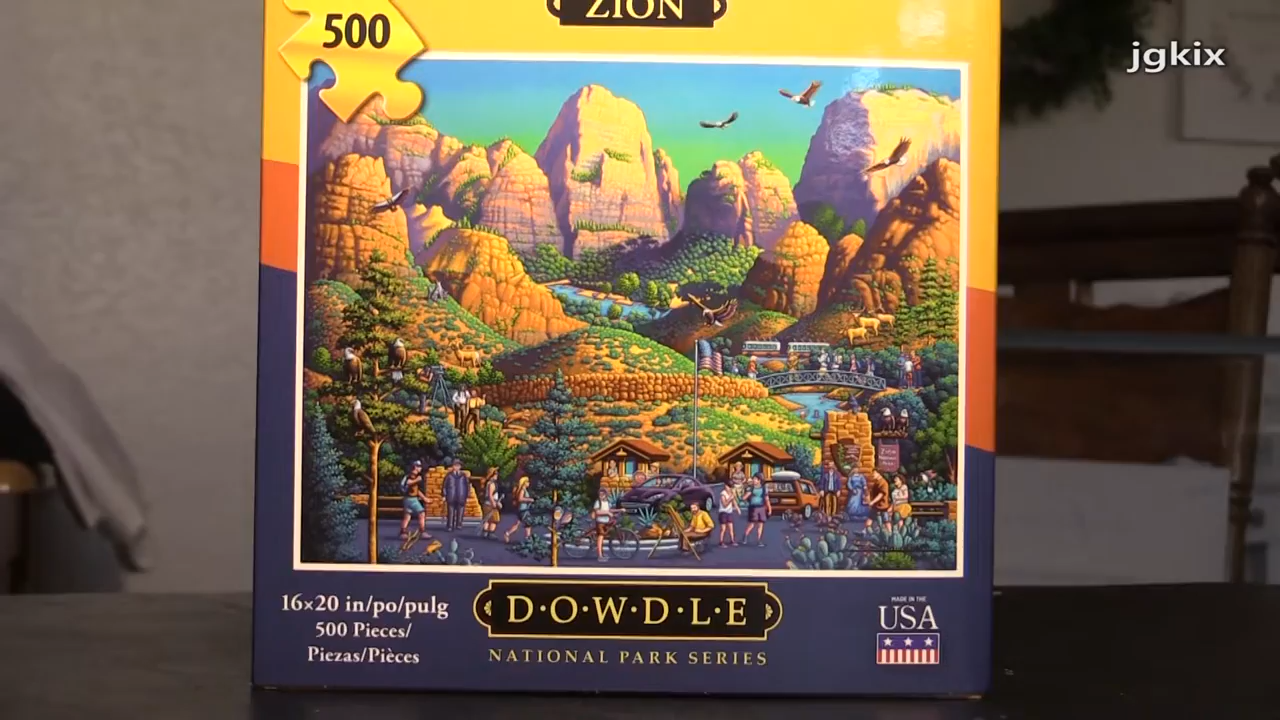 ZION
500
jgkix
16×20 in/po/pulg
500 Pieces/
Piezas/Pièces
D·O·W·D·L·E
NATIONAL PARK SERIES
MADE IN THE
USA